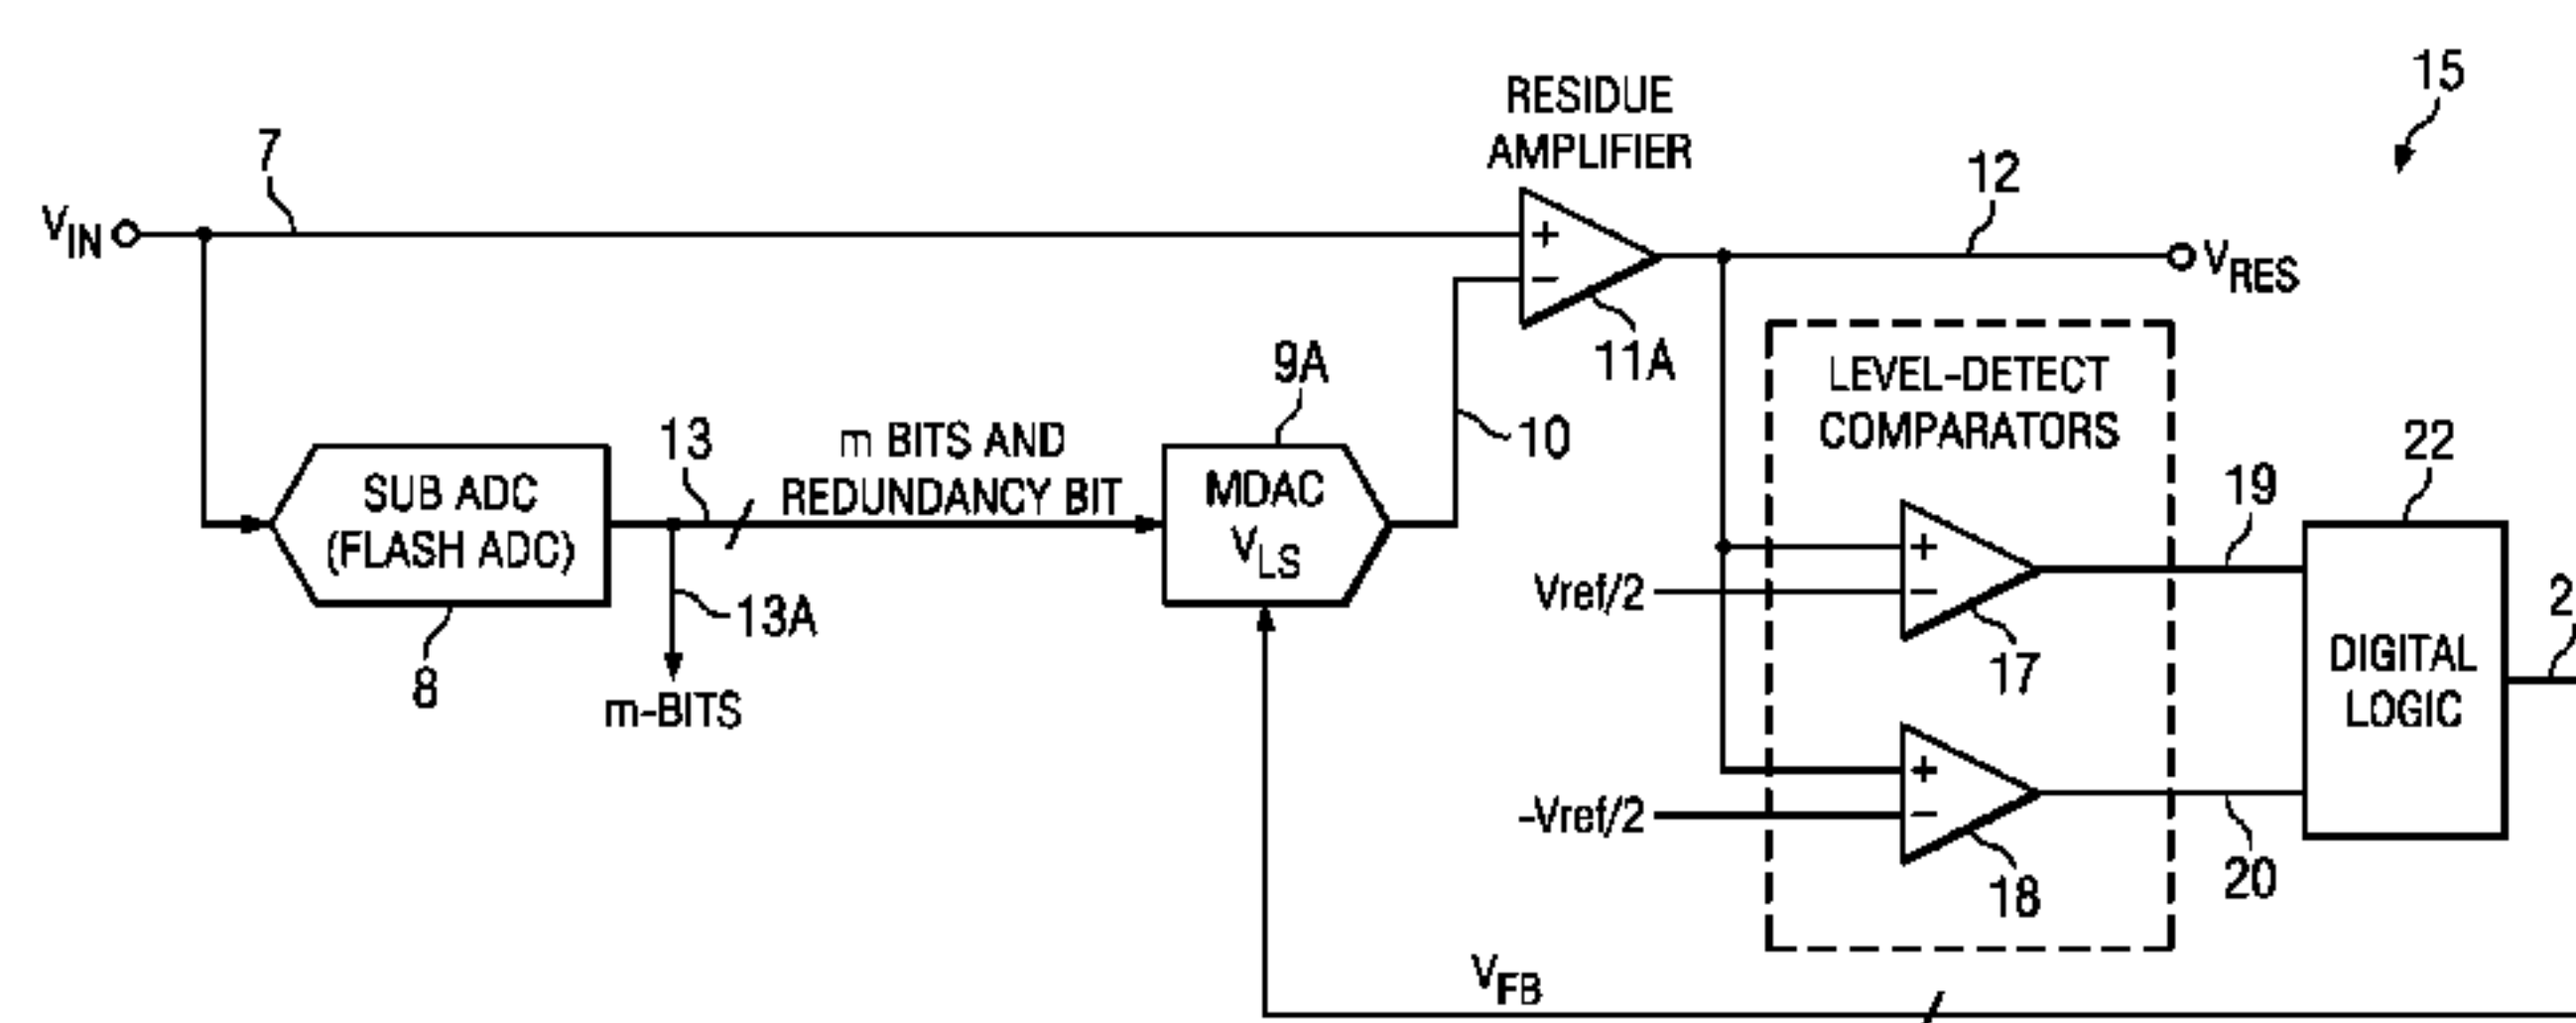 15
RESIDUE
AMPLIFIER
7
12
VIN
+
−
VRES
11A
9A
LEVEL-DETECT
COMPARATORS
10
13
m BITS AND
REDUNDANCY BIT
22
SUB ADC
(FLASH ADC)
MDAC
VLS
19
+
−
Vref/2
17
13A
8
m-BITS
DIGITAL
LOGIC
2
+
−
-Vref/2
18
20
VFB